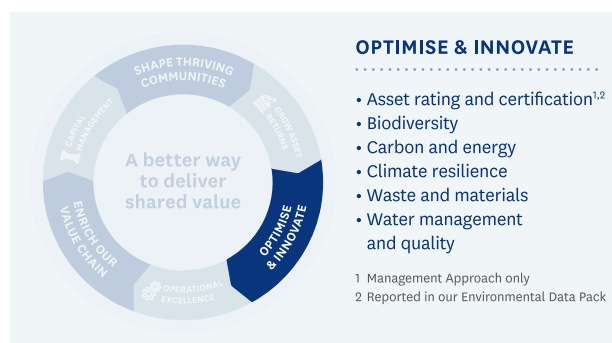 SHAPE THRIVING
COMMUNITIES
GROW ASSET
RETURNS
OPTIMISE
& INNOVATE
OPERATIONAL
EXCELLENCE
ENRICH OUR
VALUE CHAIN
CAPITAL
MANAGEMENT
A better way
to deliver
shared value
OPTIMISE & INNOVATE
• Asset rating and certification1,2
• Biodiversity
• Carbon and energy
• Climate resilience
• Waste and materials
• Water management
and quality
1 Management Approach only
2 Reported in our Environmental Data Pack